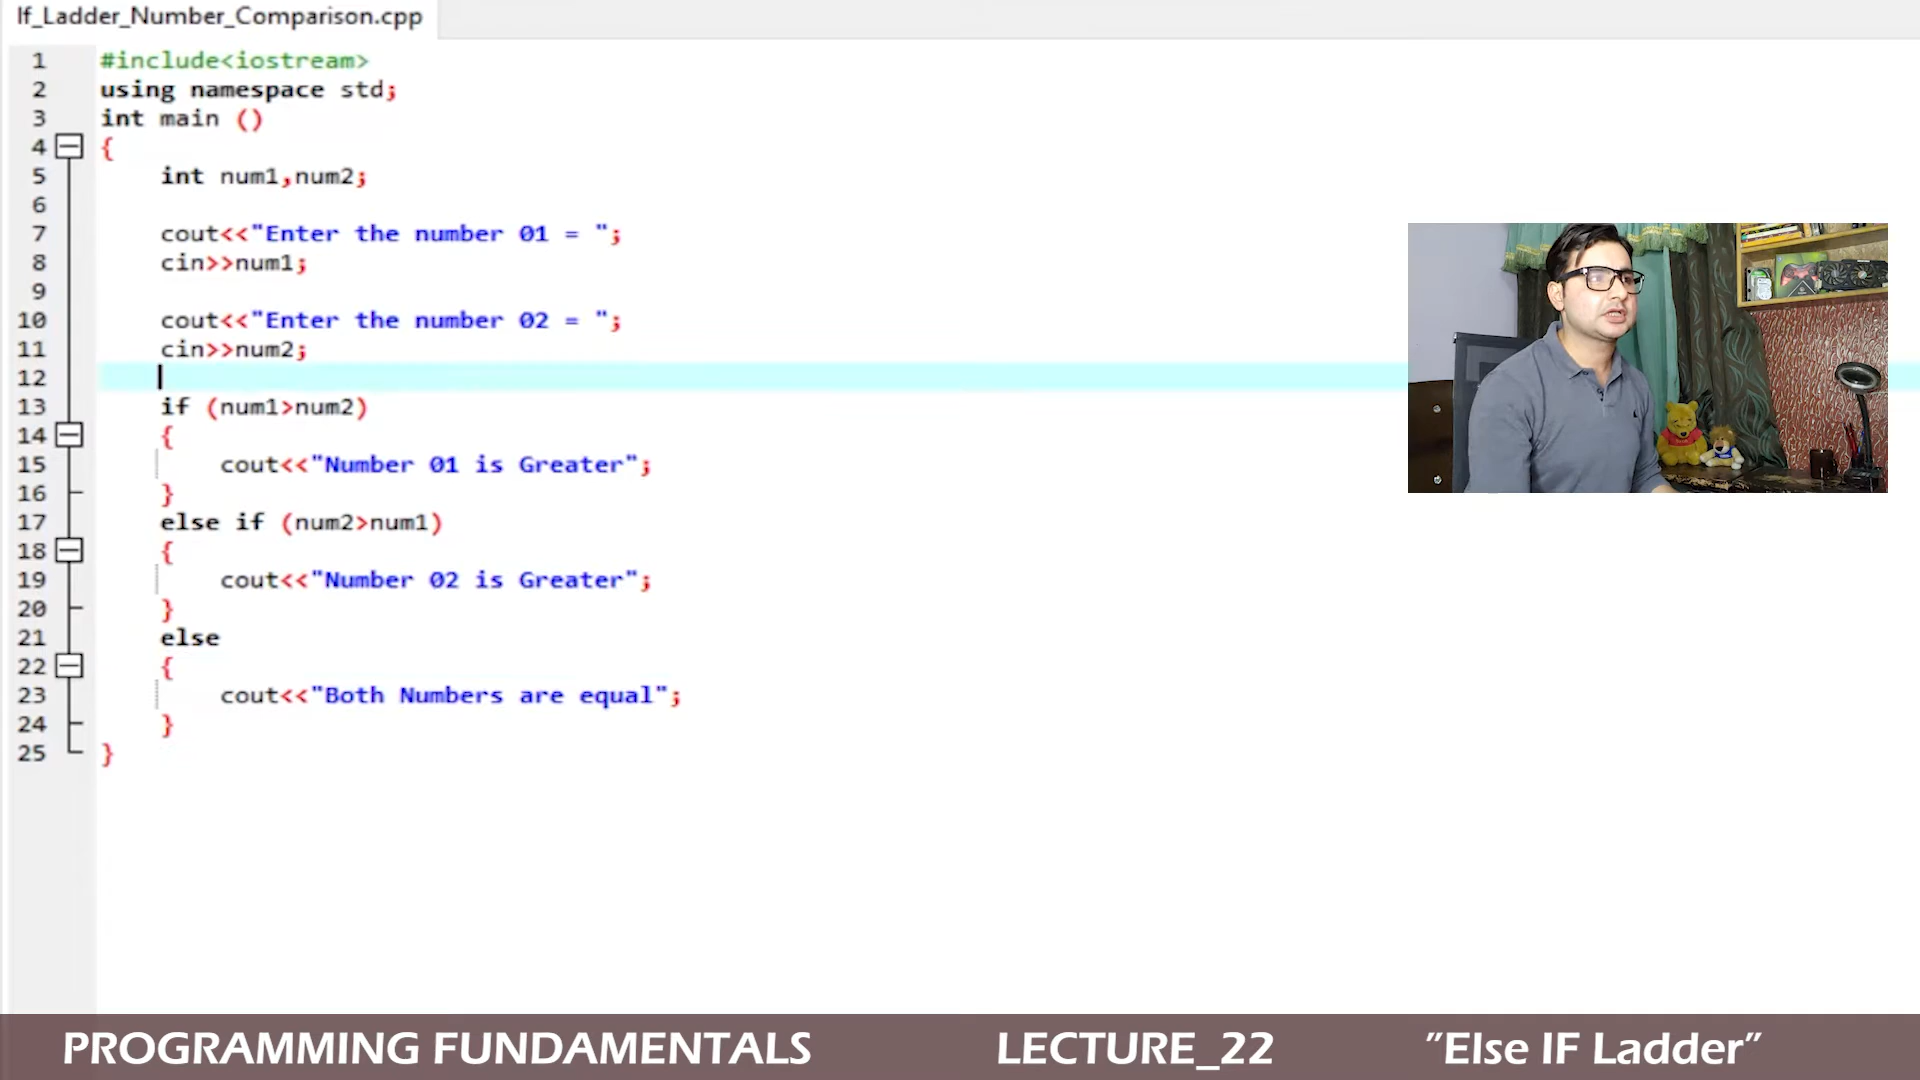 If_Ladder_Number_Comparison.cpp
1 #include<iostream>
2 using namespace std;
3 int main ()
4 {
5 int num1,num2;
6
7 cout<<"Enter the number 01 = ";
8 cin>>num1;
9
10 cout<<"Enter the number 02 = ";
11 cin>>num2;
12
13 if (num1>num2)
14 {
15 cout<<"Number 01 is Greater";
16 }
17 else if (num2>num1)
18 {
19 cout<<"Number 02 is Greater";
20 }
21 else
22 {
23 cout<<"Both Numbers are equal";
24 }
25 }
PROGRAMMING FUNDAMENTALS LECTURE_22 "Else IF Ladder"